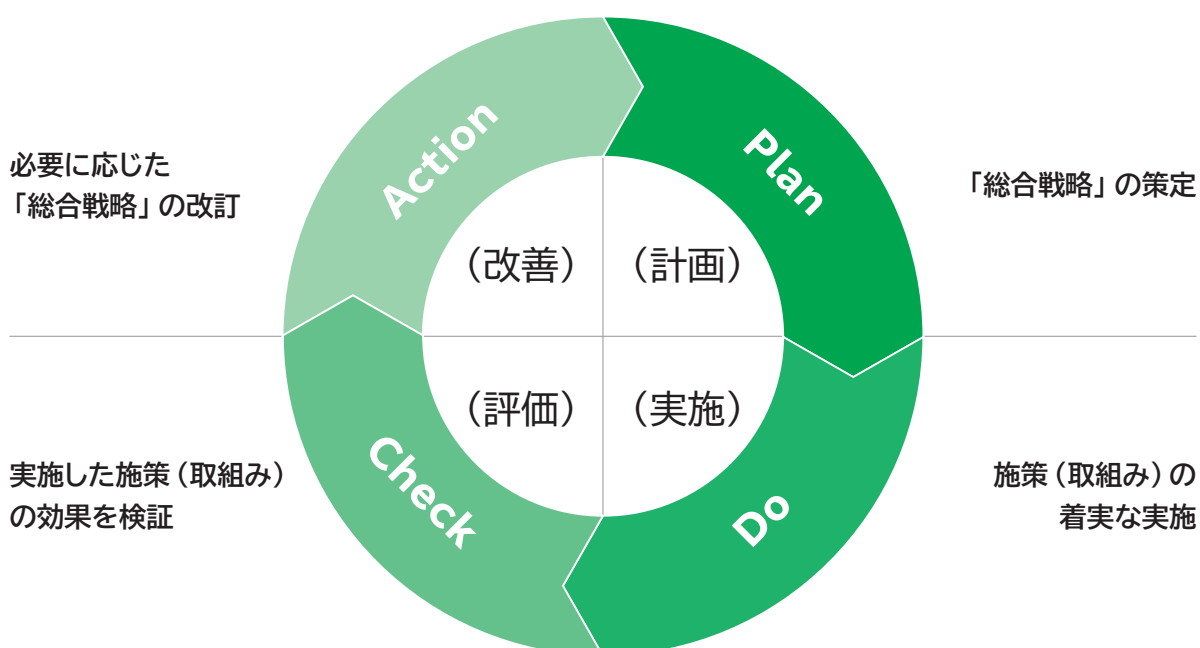 Action
Plan
必要に応じた
「総合戦略」の改訂
（改善）
（計画）
「総合戦略」の策定
（評価）
（実施）
Check
Do
実施した施策（取組み）
の効果を検証
施策（取組み）の
着実な実施